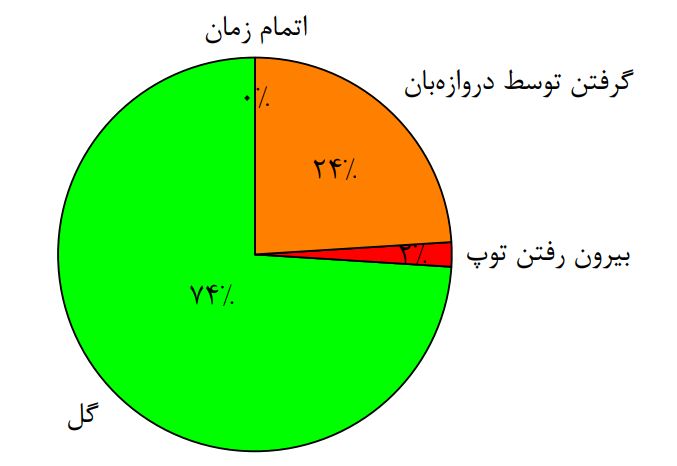 اتمام زمان
گرفتن توسط دروازه‌بان
۰٪
۲۴٪
بیرون رفتن توپ
۲٪
۷۴٪
گل